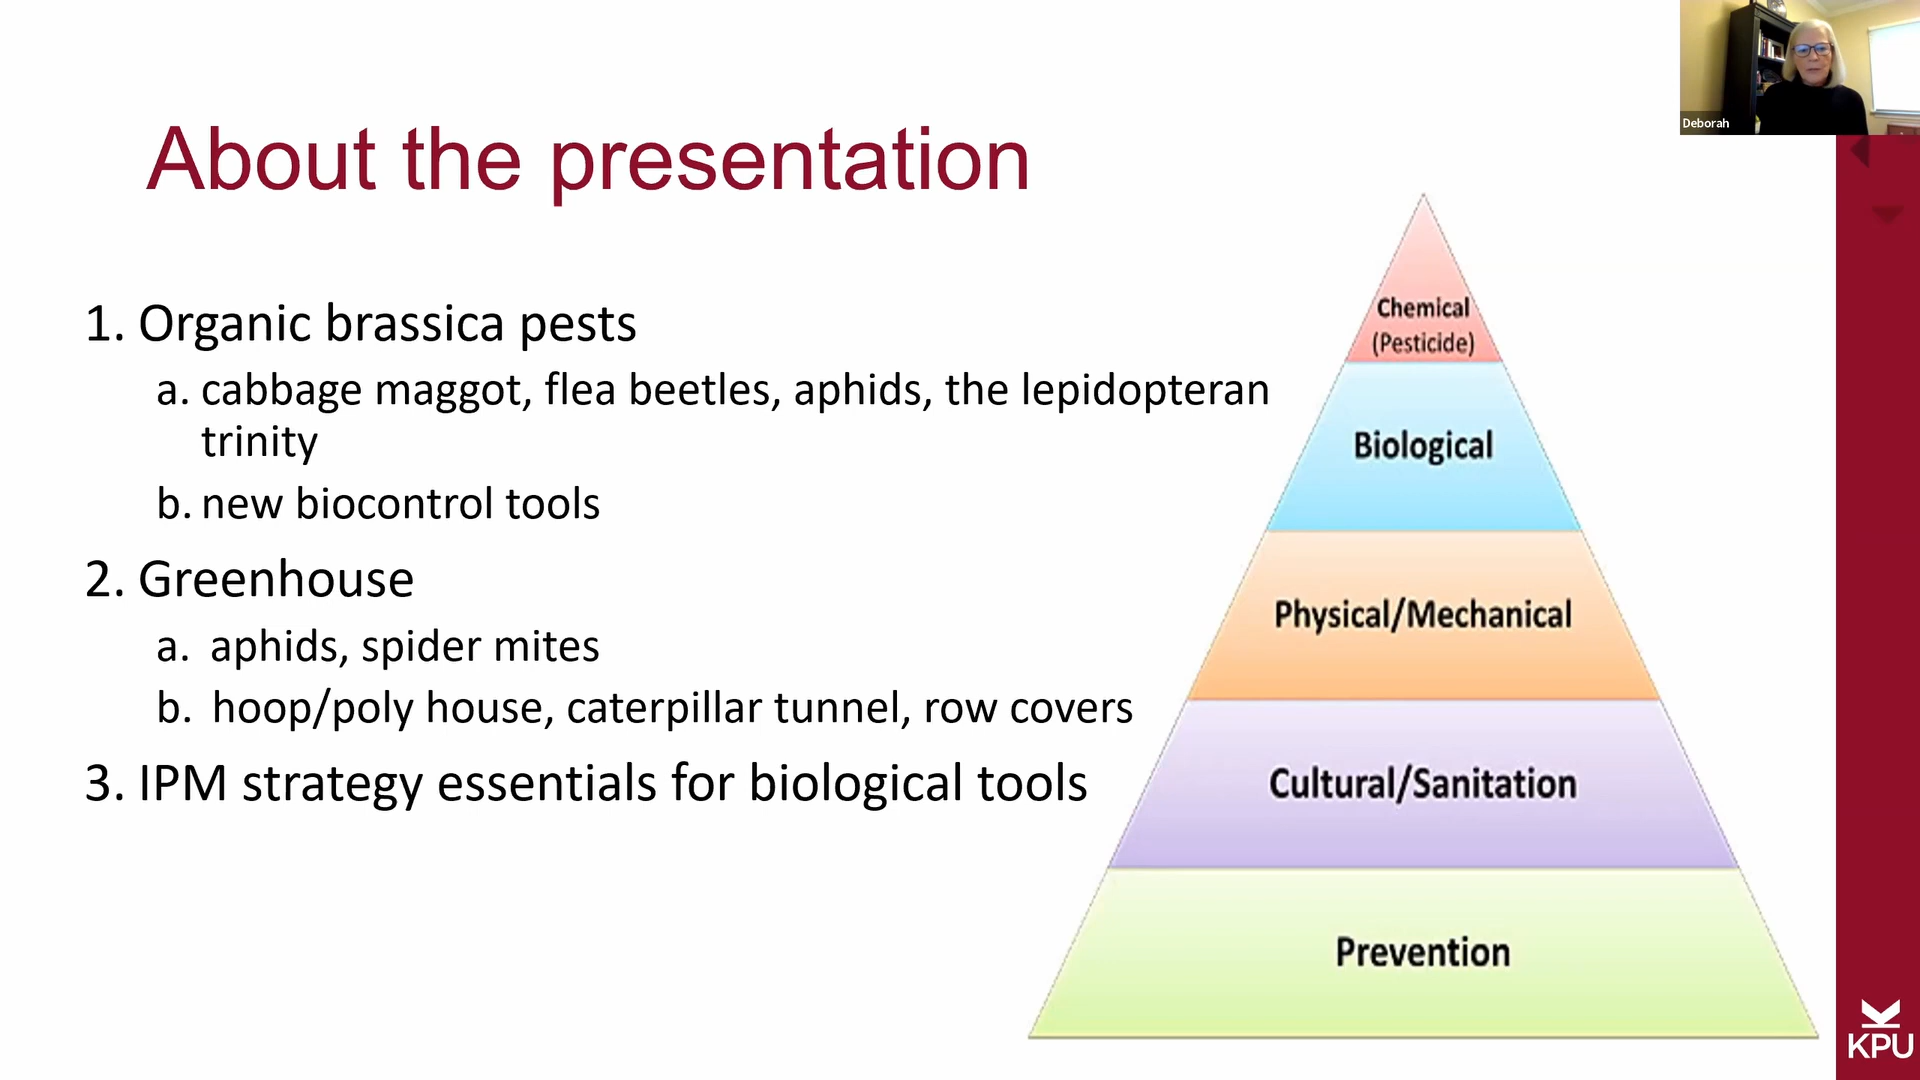 Deborah
About the presentation
1. Organic brassica pests
a. cabbage maggot, flea beetles, aphids, the lepidopteran
trinity
b. new biocontrol tools
2. Greenhouse
a. aphids, spider mites
b. hoop/poly house, caterpillar tunnel, row covers
3. IPM strategy essentials for biological tools
Chemical
(Pesticide)
Biological
Physical/Mechanical
Cultural/Sanitation
Prevention
KPU